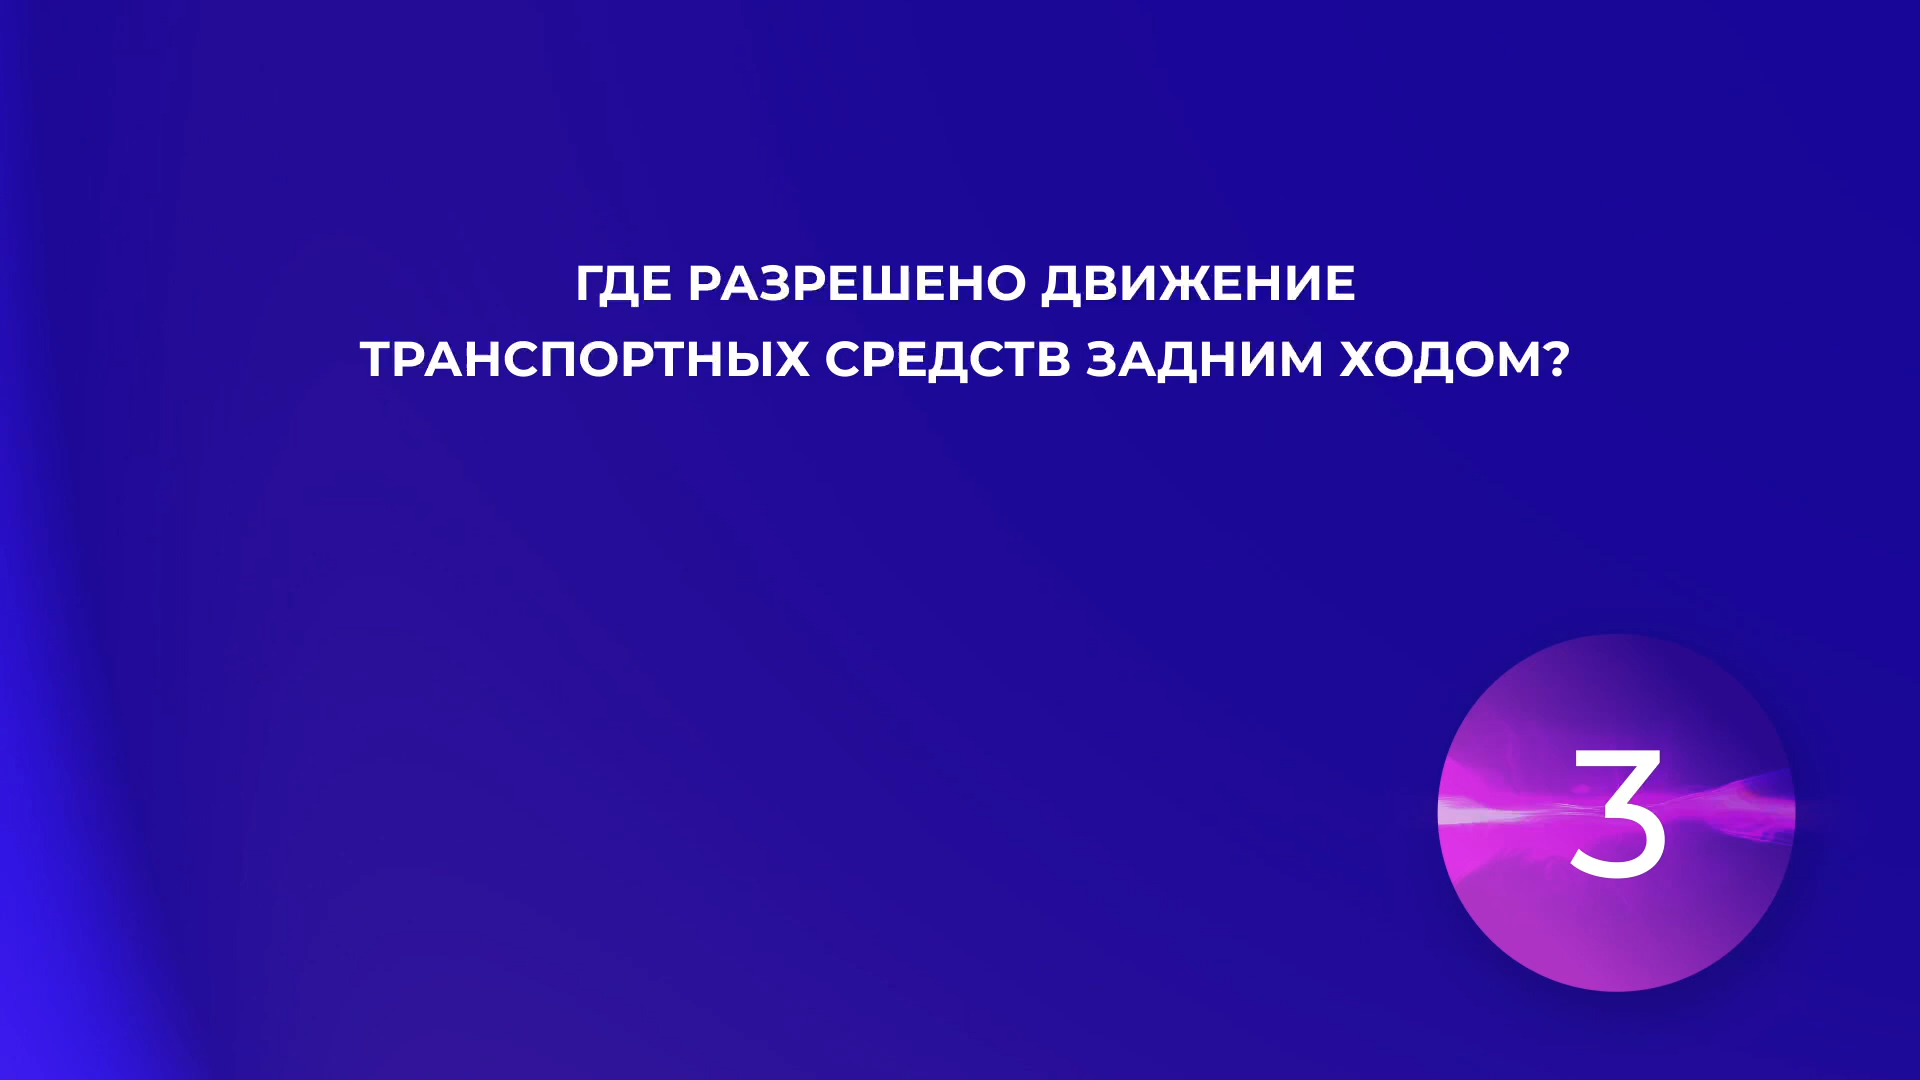 ГДЕ РАЗРЕШЕНО ДВИЖЕНИЕ
ТРАНСПОРТНЫХ СРЕДСТВ ЗАДНИМ ХОДОМ?
3